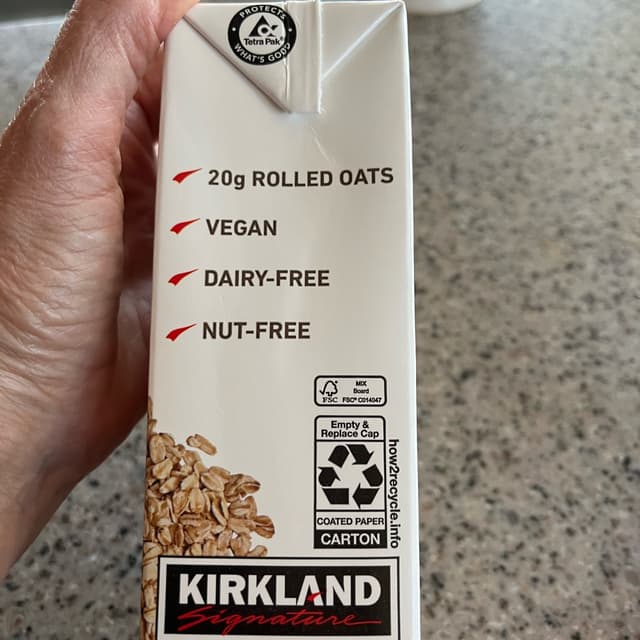 PROTECTS
Tetra Pak®
WHAT'S GOOD
20g ROLLED OATS
VEGAN
DAIRY-FREE
NUT-FREE
FSC
MIX
Board
FSC® C014047
Empty &
Replace Cap
COATED PAPER
CARTON
how2recycle.info
KIRKLAND
Signature